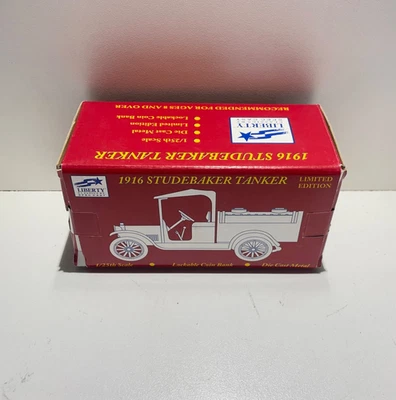 RECOMMENDED FOR AGES 8 AND OVER
1/25th Scale
Die Cast Metal
Limited Edition
Lockable Coin Bank
LIBERTY
1916 STUDEBAKER TANKER
LIBERTY
1916 STUDEBAKER TANKER
LIMITED
EDITION
1/25th Scale • Lockable Coin Bank • Die Cast Metal